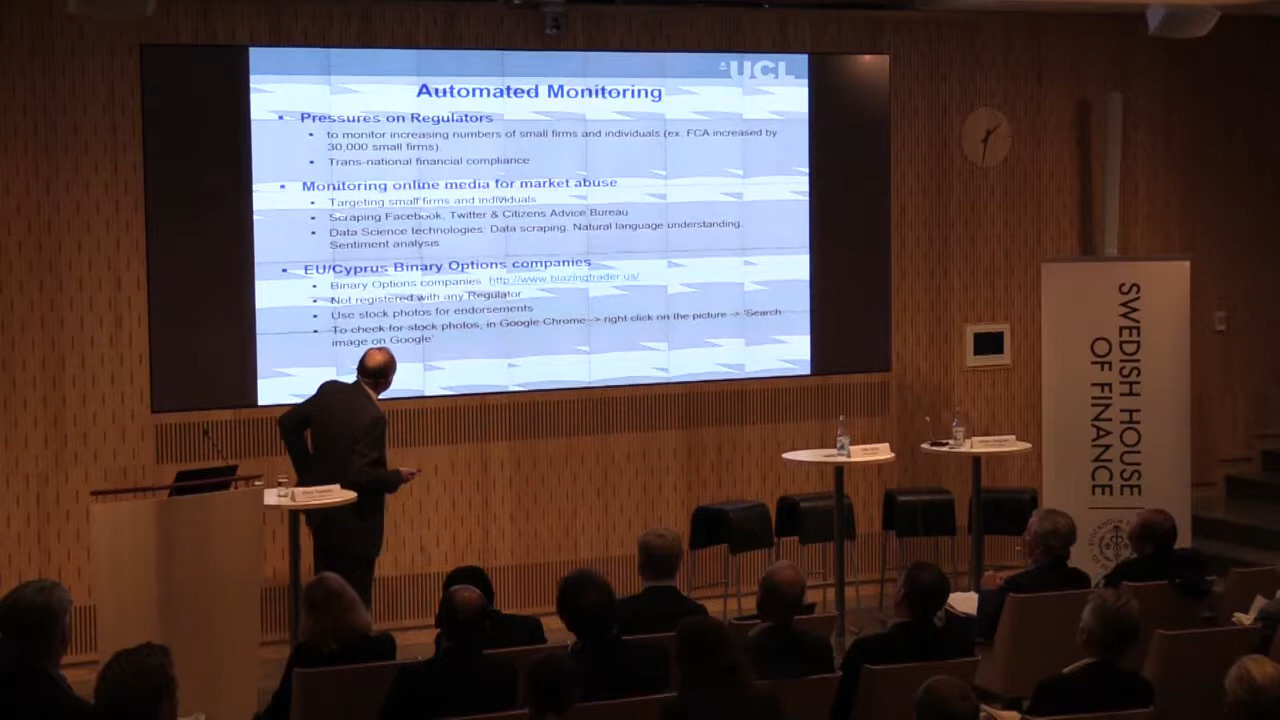 UCL
Automated Monitoring
Pressures on Regulators
to monitor increasing numbers of small firms and individuals (ex. FCA increased by
30,000 small firms)
Trans-national financial compliance
Monitoring online media for market abuse
Targeting small firms and individuals
Scraping Facebook, Twitter & Citizens Advice Bureau
Data Science technologies: Data scraping. Natural language understanding.
Sentiment analysis
EU/Cyprus Binary Options companies
Binary Options companies http://www.blazingtrader.us/
Not registered with any Regulator
Use stock photos for endorsements
To check for stock photos, in Google Chrome -> right click on the picture -> 'Search
image on Google'
SWEDISH HOUSE
OF FINANCE